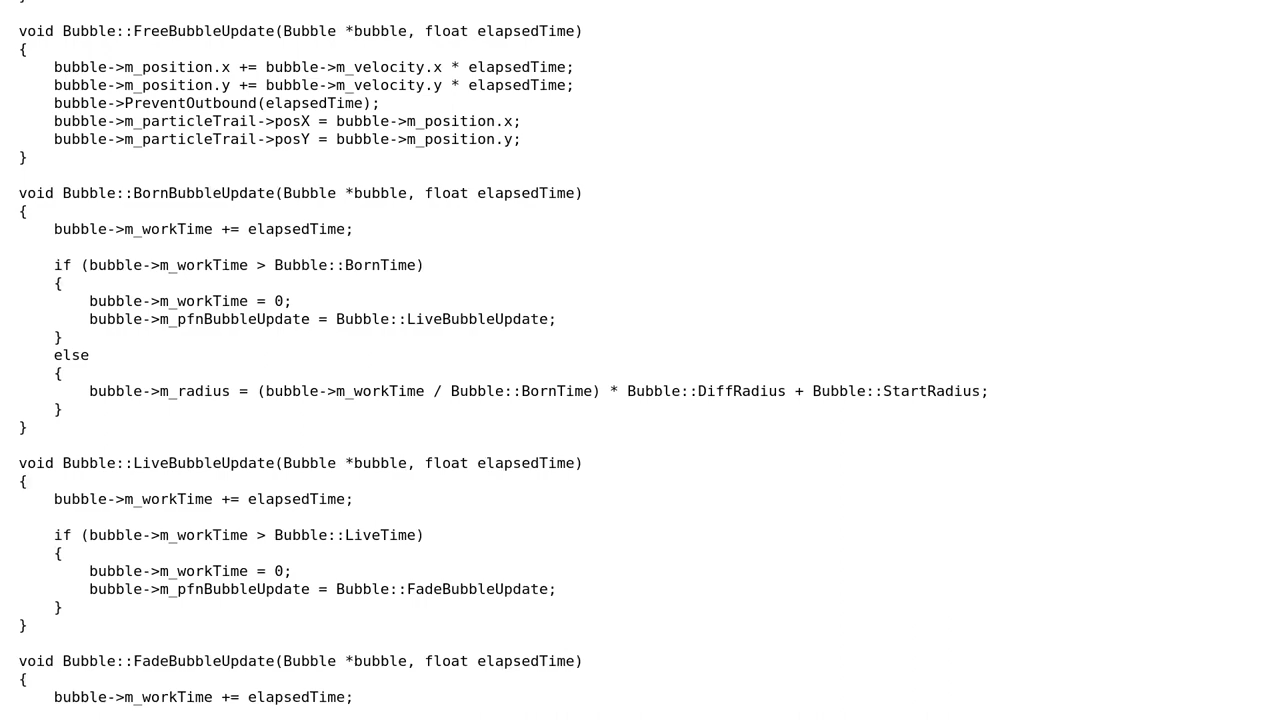 }
void Bubble::FreeBubbleUpdate(Bubble *bubble, float elapsedTime)
{
    bubble->m_position.x += bubble->m_velocity.x * elapsedTime;
    bubble->m_position.y += bubble->m_velocity.y * elapsedTime;
    bubble->PreventOutbound(elapsedTime);
    bubble->m_particleTrail->posX = bubble->m_position.x;
    bubble->m_particleTrail->posY = bubble->m_position.y;
}

void Bubble::BornBubbleUpdate(Bubble *bubble, float elapsedTime)
{
    bubble->m_workTime += elapsedTime;

    if (bubble->m_workTime > Bubble::BornTime)
    {
        bubble->m_workTime = 0;
        bubble->m_pfnBubbleUpdate = Bubble::LiveBubbleUpdate;
    }
    else
    {
        bubble->m_radius = (bubble->m_workTime / Bubble::BornTime) * Bubble::DiffRadius + Bubble::StartRadius;
    }
}

void Bubble::LiveBubbleUpdate(Bubble *bubble, float elapsedTime)
{
    bubble->m_workTime += elapsedTime;

    if (bubble->m_workTime > Bubble::LiveTime)
    {
        bubble->m_workTime = 0;
        bubble->m_pfnBubbleUpdate = Bubble::FadeBubbleUpdate;
    }
}

void Bubble::FadeBubbleUpdate(Bubble *bubble, float elapsedTime)
{
    bubble->m_workTime += elapsedTime;